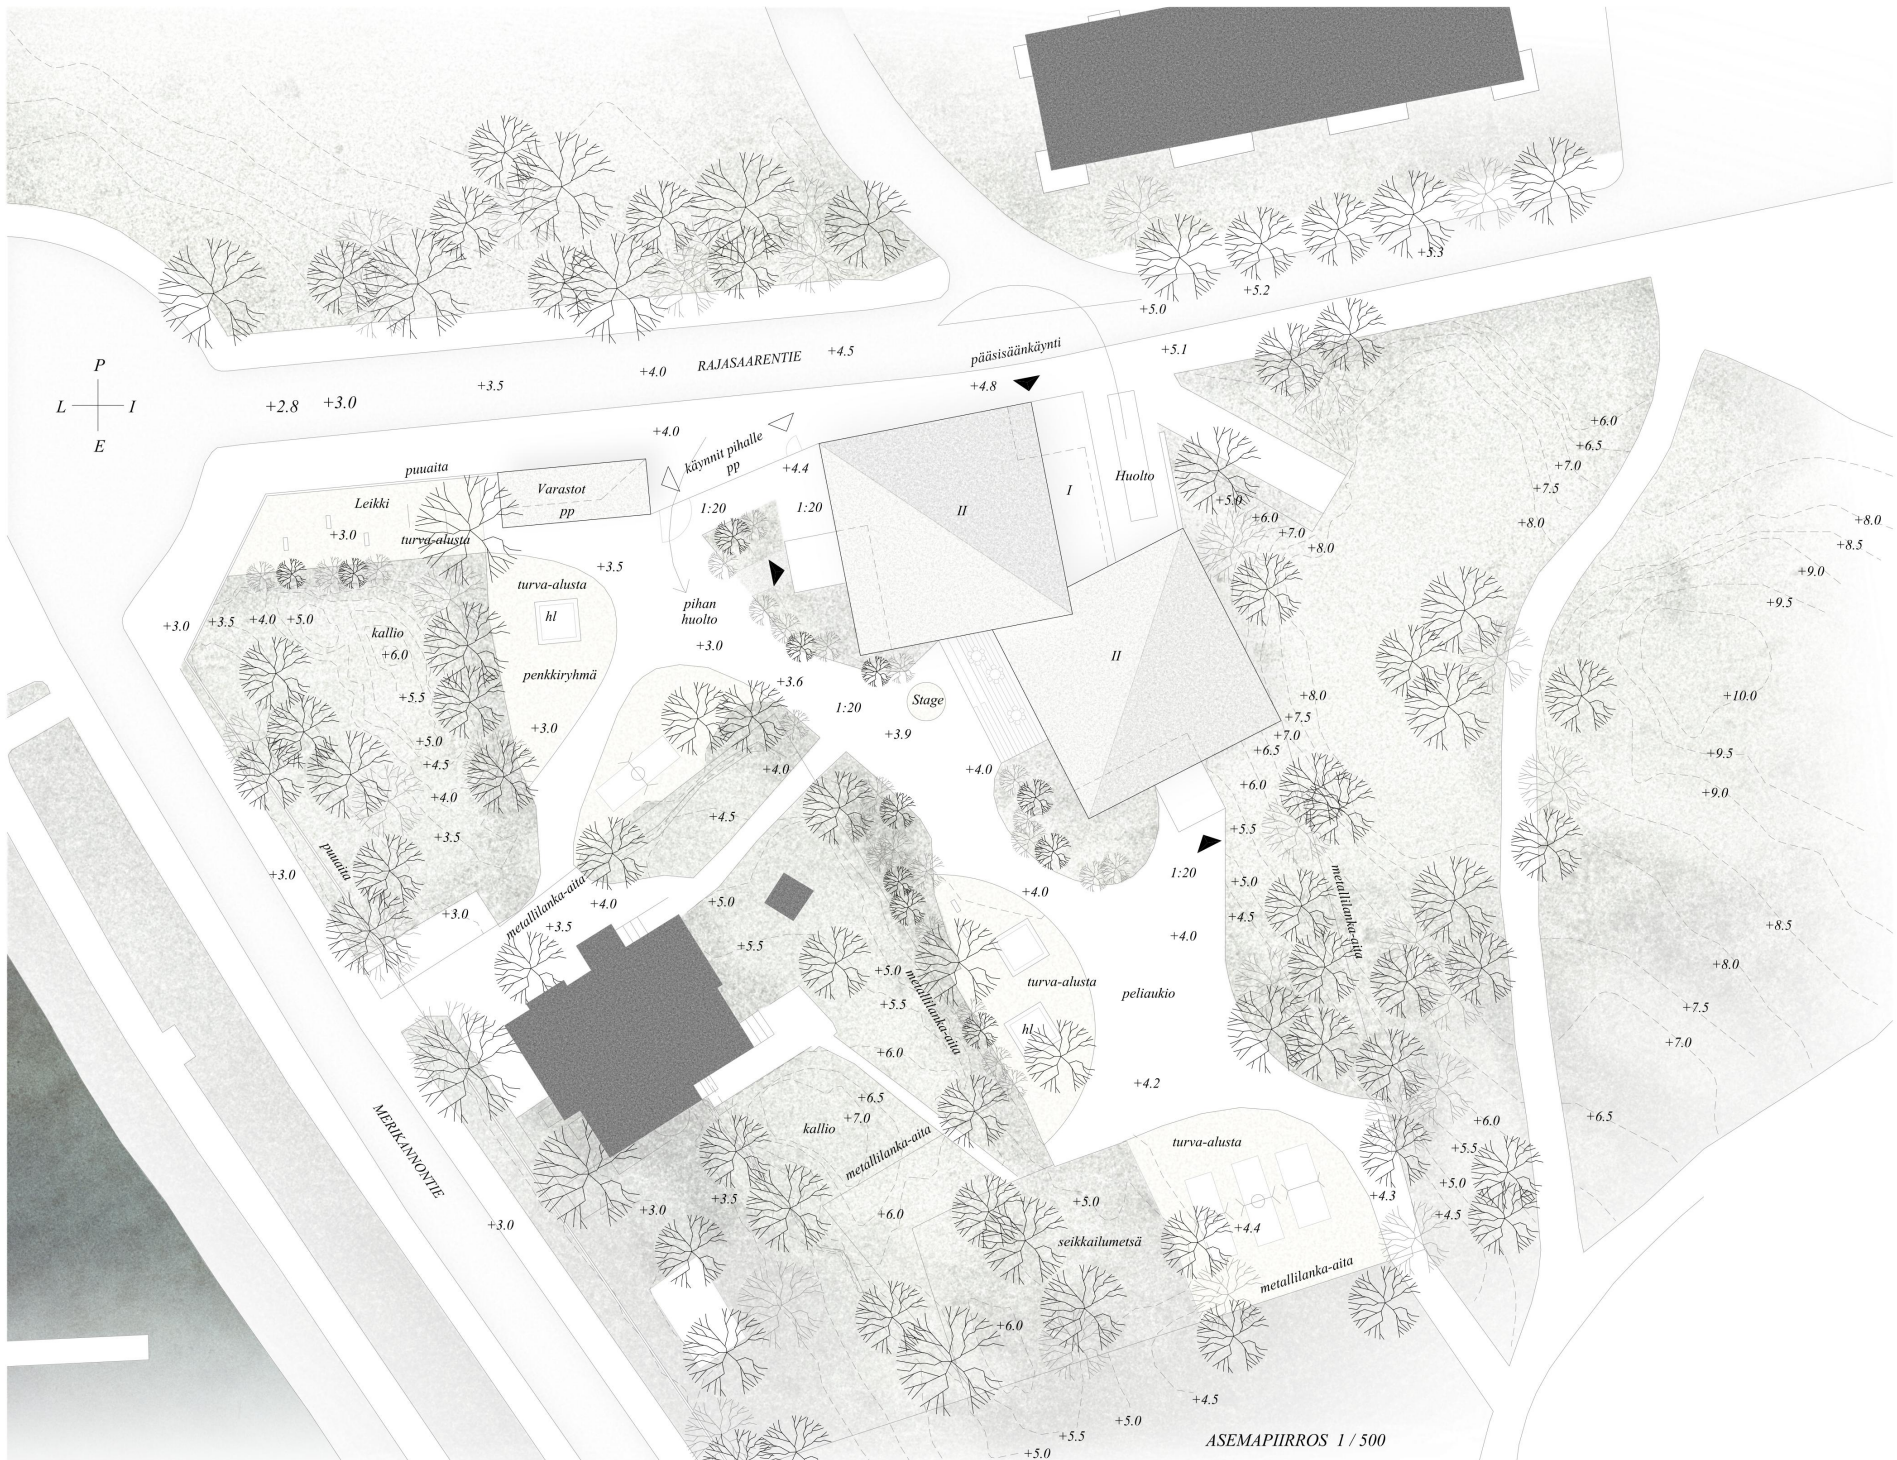 +5.3
+5.2
+5.0
+5.1
pääsisäänkäynti
+4.5
RAJASAARENTIE
+4.0
+3.5
+4.8
P
L I
E
+2.8
+3.0
+4.0
käynnit pihalle
pp
+4.4
puuaita
Leikki
+3.0
turva-alusta
Varastot
pp
1:20
1:20
II
I
Huolto
+5.0
+6.0
+7.0
+8.0
+6.0
+6.5
+7.0
+7.5
+8.0
+8.0
+8.5
+9.0
+9.5
+10.0
+9.5
+9.0
+3.5
turva-alusta
hl
penkkiryhmä
+3.0
pihan
huolto
+3.0
+3.0
+3.5
+4.0
+5.0
kallio
+6.0
+5.5
+5.0
+4.5
+4.0
+3.5
+3.6
1:20
Stage
+3.9
+4.0
+4.0
+4.5
II
+8.0
+7.5
+7.0
+6.5
+6.0
+5.5
+5.0
+4.5
1:20
puuaita
+3.0
+3.0
metallilanka-aita
+3.5
+4.0
+5.0
+5.5
+5.0
+5.5
+6.0
metallilanka-aita
+4.0
turva-alusta
hl
peliaukio
+4.0
+4.2
metallilanka-aita
+8.5
+8.0
+7.5
+7.0
+6.5
MERIKANNONTIE
+6.5
+7.0
kallio
metallilanka-aita
+3.5
+3.0
+3.0
+6.0
+5.0
seikkailumetsä
turva-alusta
+4.4
+4.3
+6.0
+5.5
+5.0
+4.5
metallilanka-aita
+6.0
+4.5
+5.0
+5.5
+5.0
ASEMAPIIRROS 1 / 500